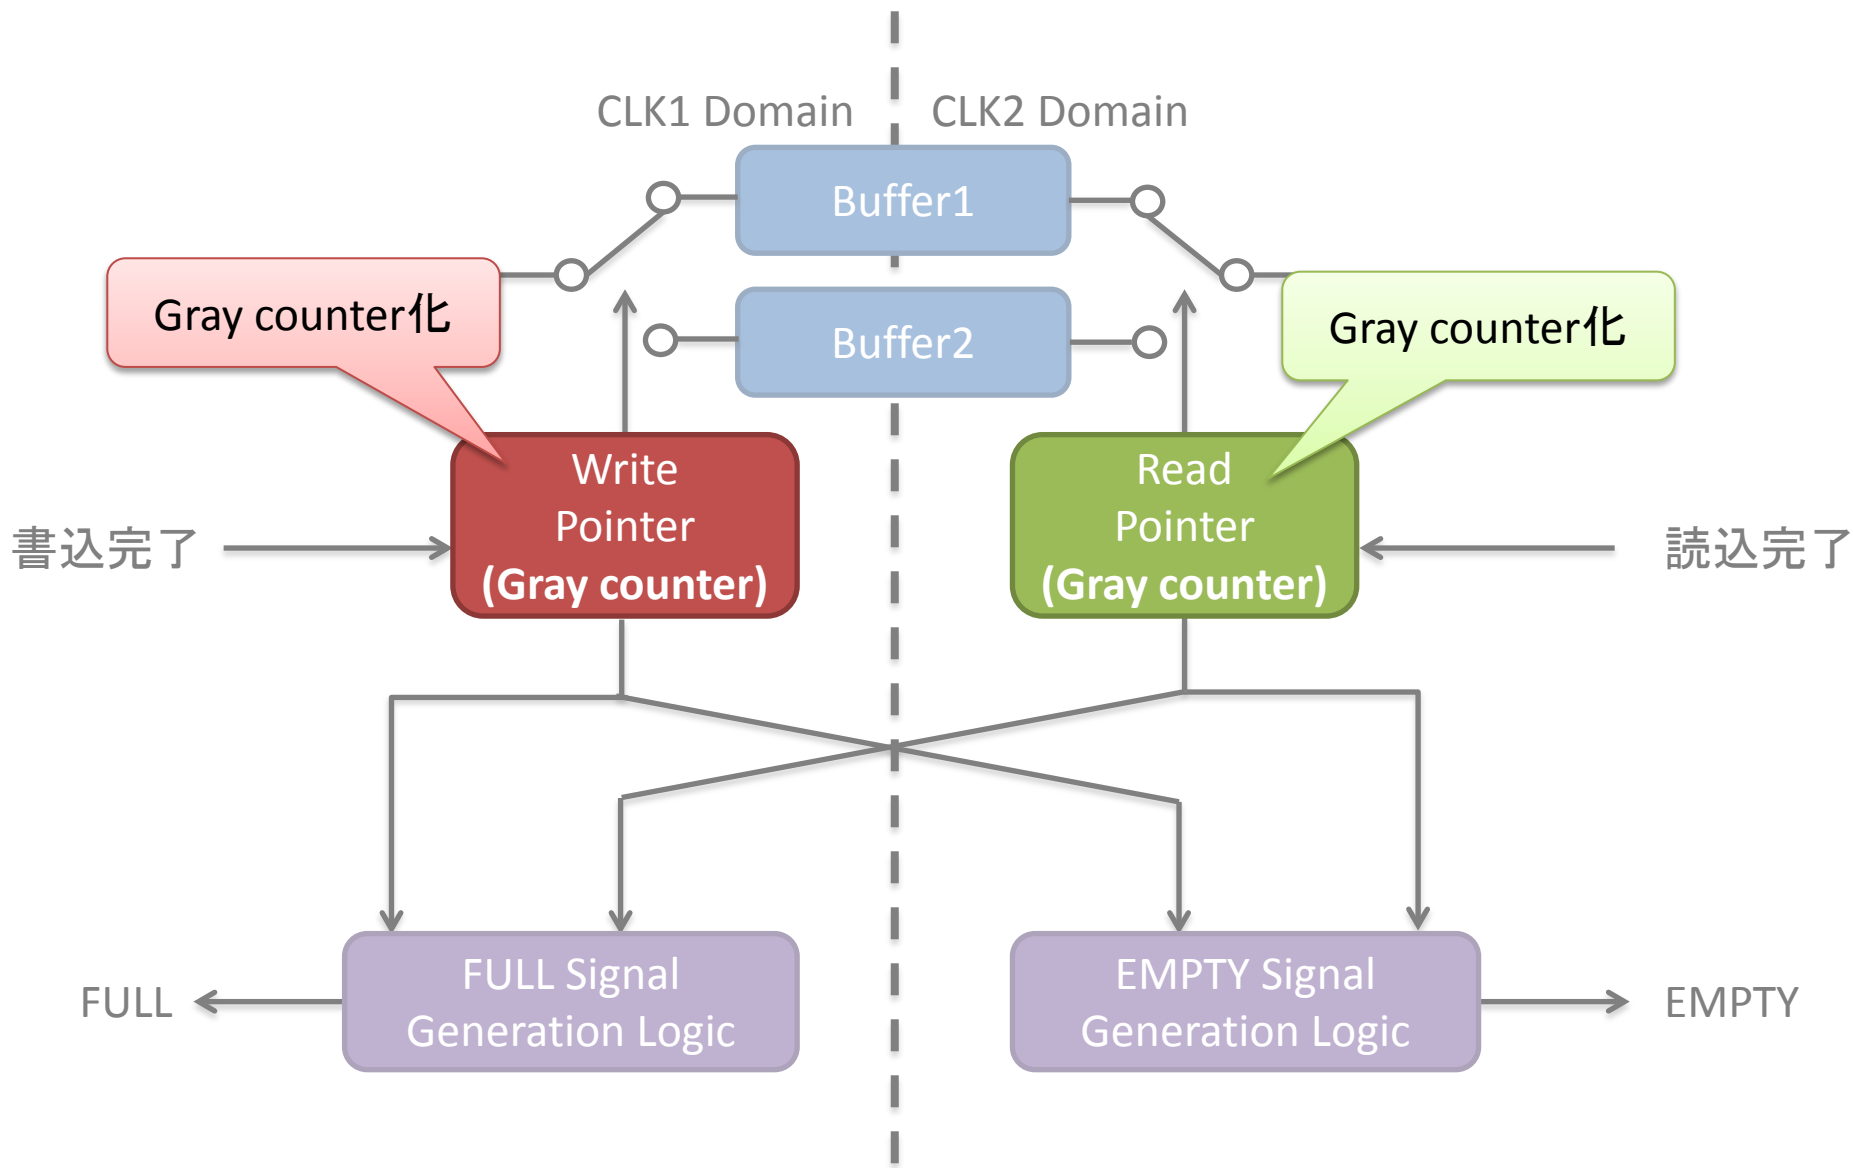 CLK1 Domain
CLK2 Domain
Buffer1
Gray counter化
Gray counter化
Buffer2
Write
Pointer
(Gray counter)
Read
Pointer
(Gray counter)
書込完了
読込完了
FULL Signal
Generation Logic
EMPTY Signal
Generation Logic
FULL
EMPTY